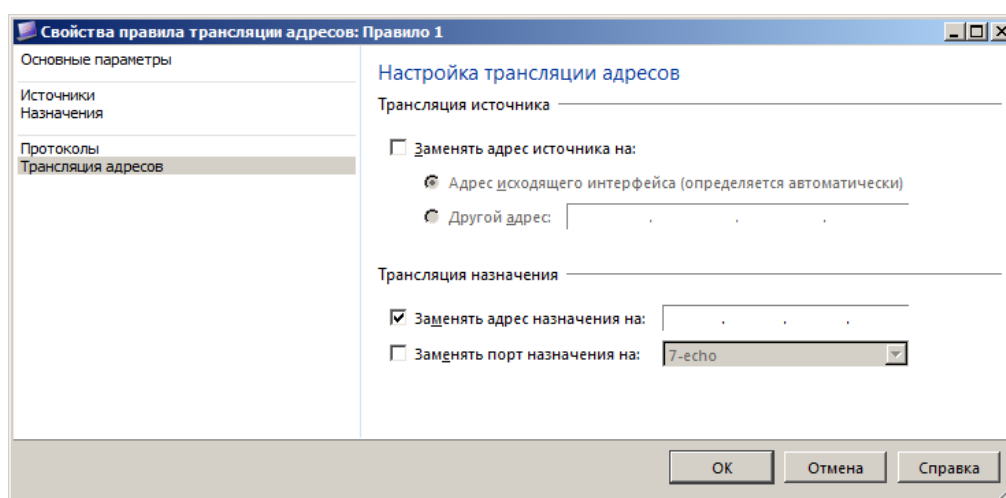 Свойства правила трансляции адресов: Правило 1
Основные параметры
Источники
Назначения
Протоколы
Трансляция адресов
Настройка трансляции адресов
Трансляция источника
Заменять адрес источника на:
Адрес исходящего интерфейса (определяется автоматически)
Другой адрес: . . .
Трансляция назначения
Заменять адрес назначения на: . . .
Заменять порт назначения на: 7-echo
ОК Отмена Справка